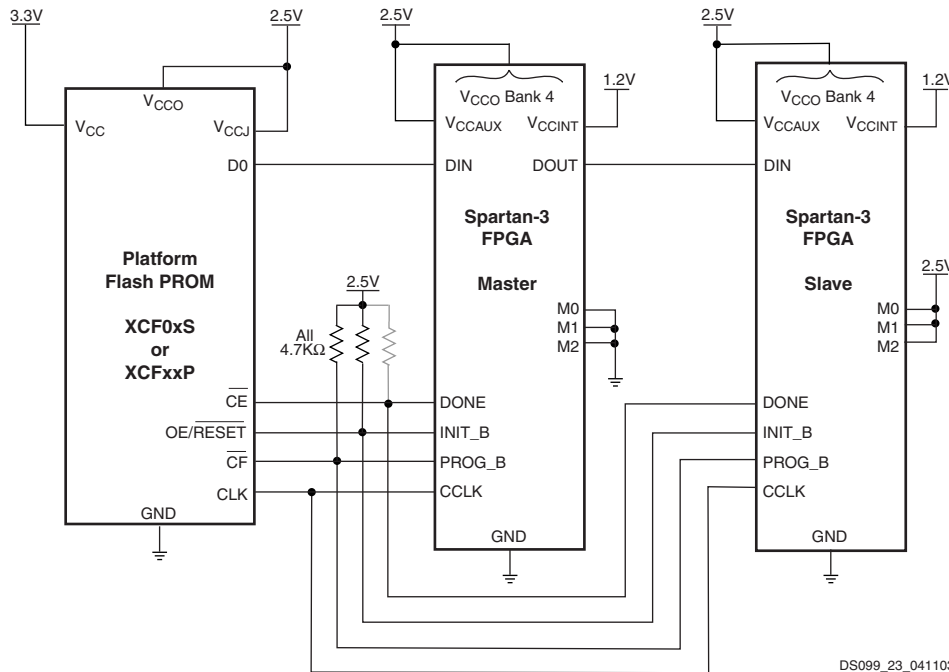 3.3V
2.5V
2.5V
2.5V
VCCO
VCC
VCCJ
D0
Platform
Flash PROM
XCF0xS
or
XCFxxP
CE
OE/RESET
CF
CLK
GND
2.5V
All
4.7KΩ
VCCO Bank 4
1.2V
VCCAUX
VCCINT
DIN
DOUT
Spartan-3
FPGA
Master
M0
M1
M2
DONE
INIT_B
PROG_B
CCLK
GND
VCCO Bank 4
1.2V
VCCAUX
VCCINT
DIN
Spartan-3
FPGA
Slave
2.5V
M0
M1
M2
DONE
INIT_B
PROG_B
CCLK
GND